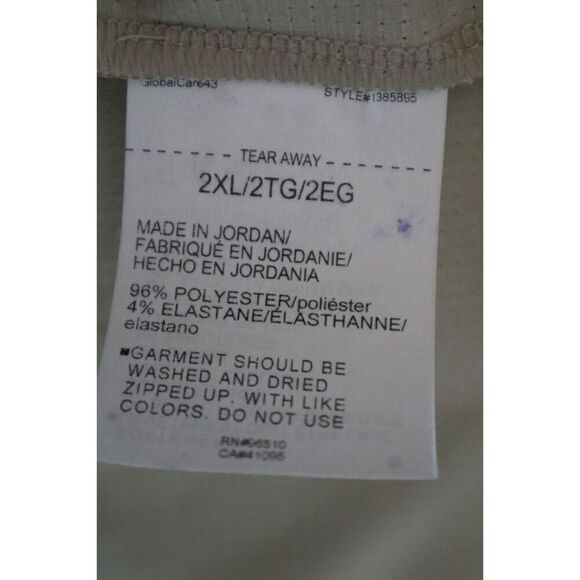 GlobalCare43
STYLE#1385895
TEAR AWAY
2XL/2TG/2EG
MADE IN JORDAN/
FABRIQUÉ EN JORDANIE/
HECHO EN JORDANIA
96% POLYESTER/poliéster
4% ELASTANE/ÉLASTHANNE/
elastano
*GARMENT SHOULD BE
WASHED AND DRIED
ZIPPED UP. WITH LIKE
COLORS. DO NOT USE
RN#96510
CA#41095